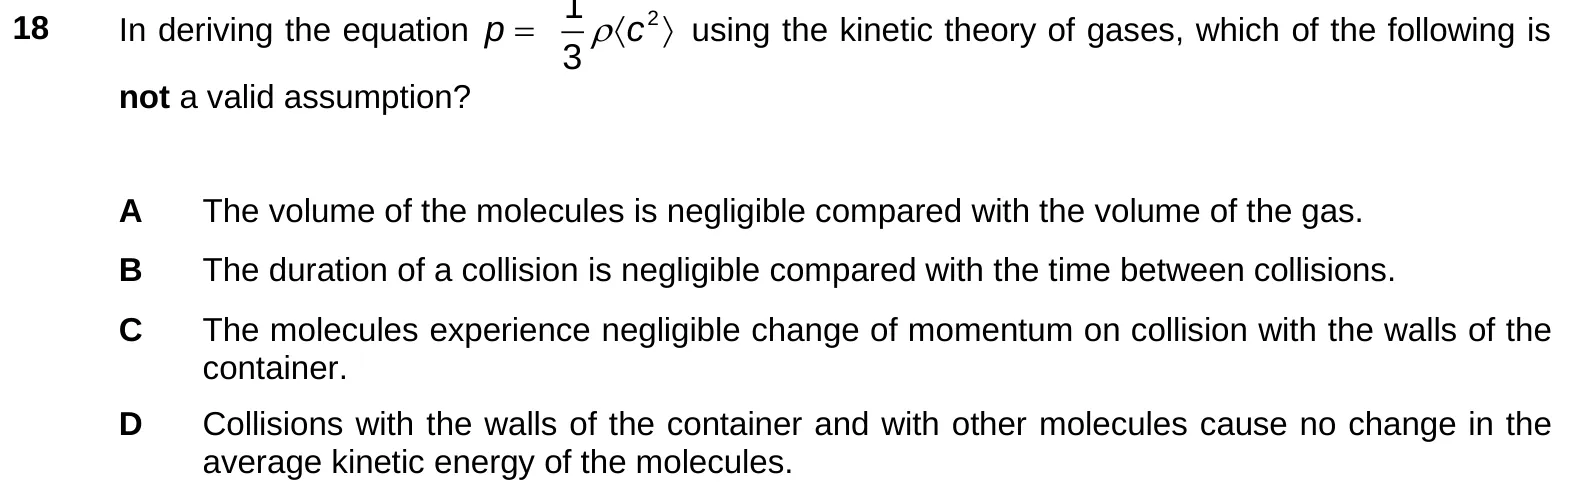 18 In deriving the equation p = 1/3 ρ⟨c²⟩ using the kinetic theory of gases, which of the following is
not a valid assumption?
A The volume of the molecules is negligible compared with the volume of the gas.
B The duration of a collision is negligible compared with the time between collisions.
C The molecules experience negligible change of momentum on collision with the walls of the
container.
D Collisions with the walls of the container and with other molecules cause no change in the
average kinetic energy of the molecules.